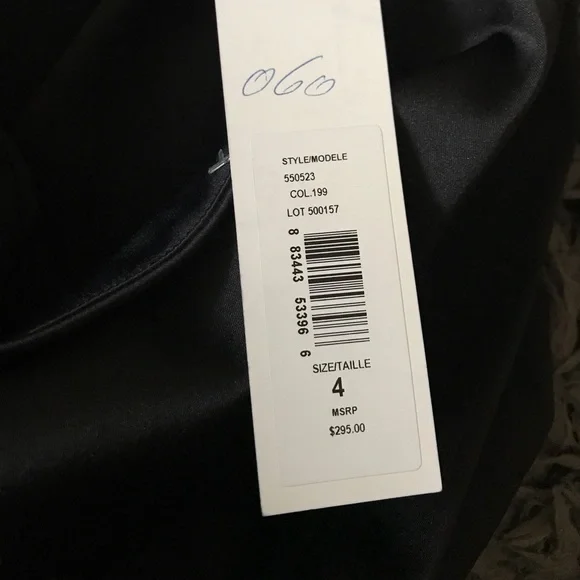 060
STYLE/MODELE
550523
COL.199
LOT 500157
8 83443 53396 6
SIZE/TAILLE
4
MSRP
$295.00